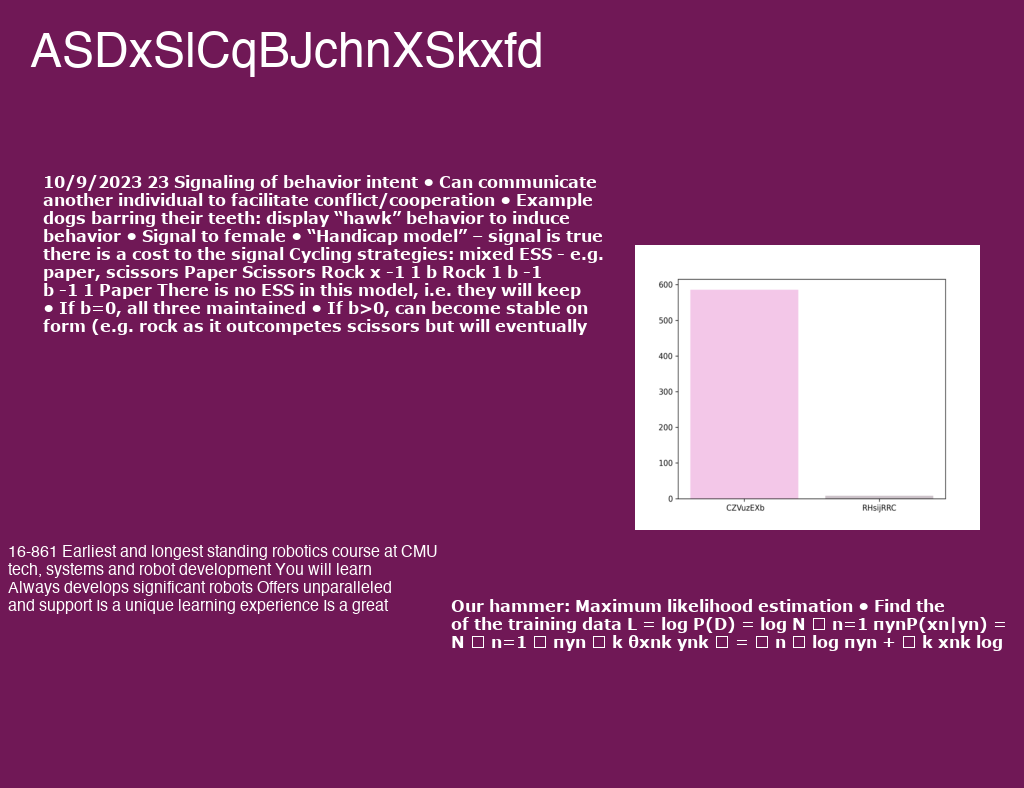 ASDxSlCqBJchnXSkxfd
10/9/2023 23 Signaling of behavior intent ● Can communicate
another individual to facilitate conflict/cooperation ● Example
dogs barring their teeth: display “hawk” behavior to induce
behavior ● Signal to female ● “Handicap model” – signal is true
there is a cost to the signal Cycling strategies: mixed ESS - e.g.
paper, scissors Paper Scissors Rock x -1 1 b Rock 1 b -1
b -1 1 Paper There is no ESS in this model, i.e. they will keep
● If b=0, all three maintained ● If b>0, can become stable on
form (e.g. rock as it outcompetes scissors but will eventually
600
500
400
300
200
100
0
CZVuzEXb
RHsijRRC
16-861 Earliest and longest standing robotics course at CMU
tech, systems and robot development You will learn
Always develops significant robots Offers unparalleled
and support Is a unique learning experience Is a great
Our hammer: Maximum likelihood estimation ● Find the
of the training data L = log P(D) = log N □ n=1 πynP(xn|yn) =
N □ n=1 □ πyn □ k θxnk ynk □ = □ n □ log πyn + □ k xnk log